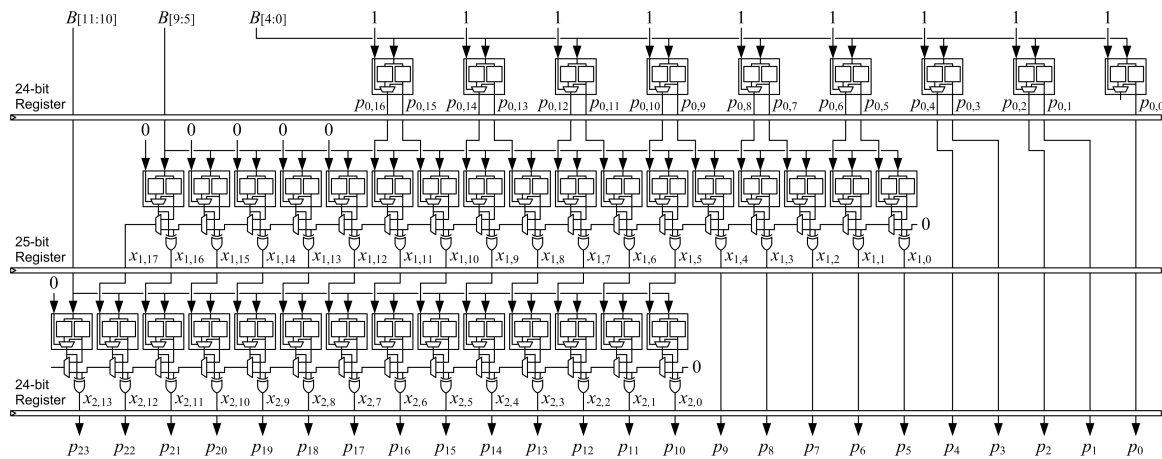 B[11:10] B[9:5] B[4:0] 1 1 1 1 1 1 1 1 1
24-bit
Register
p0,16 p0,15 p0,14 p0,13 p0,12 p0,11 p0,10 p0,9 p0,8 p0,7 p0,6 p0,5 p0,4 p0,3 p0,2 p0,1 p0,0
0 0 0 0 0
0
25-bit
Register
x1,17 x1,16 x1,15 x1,14 x1,13 x1,12 x1,11 x1,10 x1,9 x1,8 x1,7 x1,6 x1,5 x1,4 x1,3 x1,2 x1,1 x1,0
0
0
24-bit
Register
x2,13 x2,12 x2,11 x2,10 x2,9 x2,8 x2,7 x2,6 x2,5 x2,4 x2,3 x2,2 x2,1 x2,0
p23 p22 p21 p20 p19 p18 p17 p16 p15 p14 p13 p12 p11 p10 p9 p8 p7 p6 p5 p4 p3 p2 p1 p0